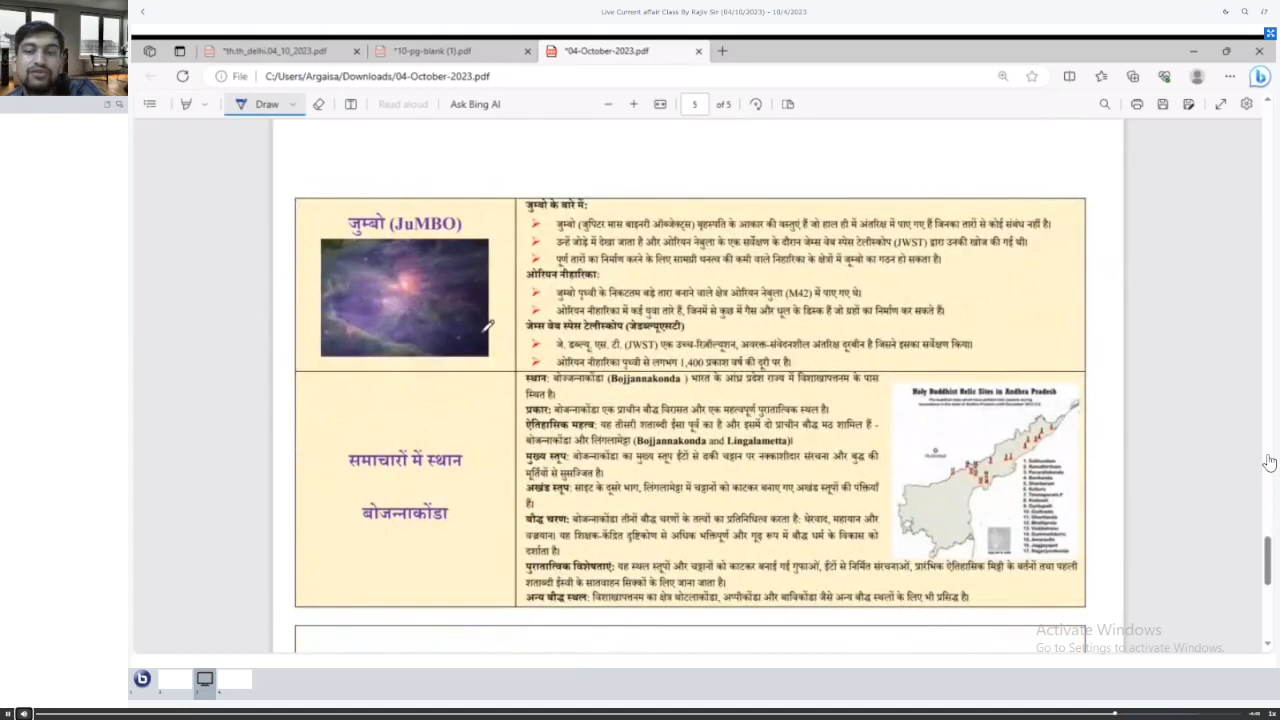 Live Current affair Class By Rajiv Sir (04/10/2023) - 10/4/2023
*th.th_delhi.04_10_2023.pdf
*10-pg-blank (1).pdf
*04-October-2023.pdf
File
C:/Users/Argaisa/Downloads/04-October-2023.pdf
Draw
Read aloud
Ask Bing AI
5
of 5
जुम्बो (JuMBO)
जुम्बो के बारे में:
जुम्बो (जुपिटर मास बाइनरी ऑब्जेक्ट्स) बृहस्पति के आकार की वस्तुएं हैं जो हाल ही में अंतरिक्ष में पाए गए हैं जिनका तारों से कोई संबंध नहीं है।
उन्हें जोड़े में देखा जाता है और ओरियन नेबुला के एक सर्वेक्षण के दौरान जेम्स वेब स्पेस टेलीस्कोप (JWST) द्वारा उनकी खोज की गई थी।
पूर्ण तारों का निर्माण करने के लिए सामग्री घनत्व की कमी वाले निहारिका के क्षेत्रों में जूम्बो का गठन हो सकता है।
ओरियन नीहारिका:
जुम्बो पृथ्वी के निकटतम बड़े तारा बनाने वाले क्षेत्र ओरियन नेबुला (M42) में पाए गए थे।
ओरियन नीहारिका में कई युवा तारे हैं, जिनमें से कुछ में गैस और धूल के डिस्क हैं जो ग्रहों का निर्माण कर सकते हैं।
जेम्स वेब स्पेस टेलीस्कोप (जेडब्ल्यूएसटी)
जे. डब्ल्यू. एस. टी. (JWST) एक उच्च-रिज़ॉल्यूशन, अवरक्त-संवेदनशील अंतरिक्ष दूरबीन है जिसने इसका सर्वेक्षण किया।
ओरियन नीहारिका पृथ्वी से लगभग 1,400 प्रकाश वर्ष की दूरी पर है।
समाचारों में स्थान
बोजन्नाकोंडा
स्थान: बोज्जन्नाकोंडा (Bojjannakonda ) भारत के आंध्र प्रदेश राज्य में विशाखापत्तनम के पास
स्थित है।
प्रकार: बोजन्नाकोंडा एक प्राचीन बौद्ध विरासत और एक महत्वपूर्ण पुरातात्विक स्थल है।
ऐतिहासिक महत्व: यह तीसरी शताब्दी ईसा पूर्व का है और इसमें दो प्राचीन बौद्ध मठ शामिल हैं -
बोजन्नाकोंडा और लिंगलामेट्टा (Bojjannakonda and Lingalametta)।
मुख्य स्तूप: बोजन्नाकोंडा का मुख्य स्तूप ईंटों से ढकी चट्टान पर नक्काशीदार संरचना और बुद्ध की
मूर्तियों से सुसज्जित है।
अखंड स्तूप: साइट के दूसरे भाग, लिंगलामेट्टा में चट्टानों को काटकर बनाए गए अखंड स्तूपों की पंक्तियाँ
हैं।
बौद्ध चरण: बोजन्नाकोंडा तीनों बौद्ध चरणों के तत्वों का प्रतिनिधित्व करता है: थेरवाद, महायान और
वज्रयान। यह शिक्षक-केंद्रित दृष्टिकोण से अधिक भक्तिपूर्ण और गूढ़ रूप में बौद्ध धर्म के विकास को
दर्शाता है।
पुरातात्विक विशेषताएं: यह स्थल स्तूपों और चट्टानों को काटकर बनाई गई गुफाओं, ईंटों से निर्मित संरचनाओं, प्रारंभिक ऐतिहासिक मिट्टी के बर्तनों तथा पहली
शताब्दी ईस्वी के सातवाहन सिक्कों के लिए जाना जाता है।
अन्य बौद्ध स्थल: विशाखापत्तनम का क्षेत्र थोटलाकोंडा, अप्पीकोंडा और बाविकोंडा जैसे अन्य बौद्ध स्थलों के लिए भी प्रसिद्ध है।
Holy Buddhist Relic Sites in Andhra Pradesh
Activate Windows
Go to Settings to activate Windows.